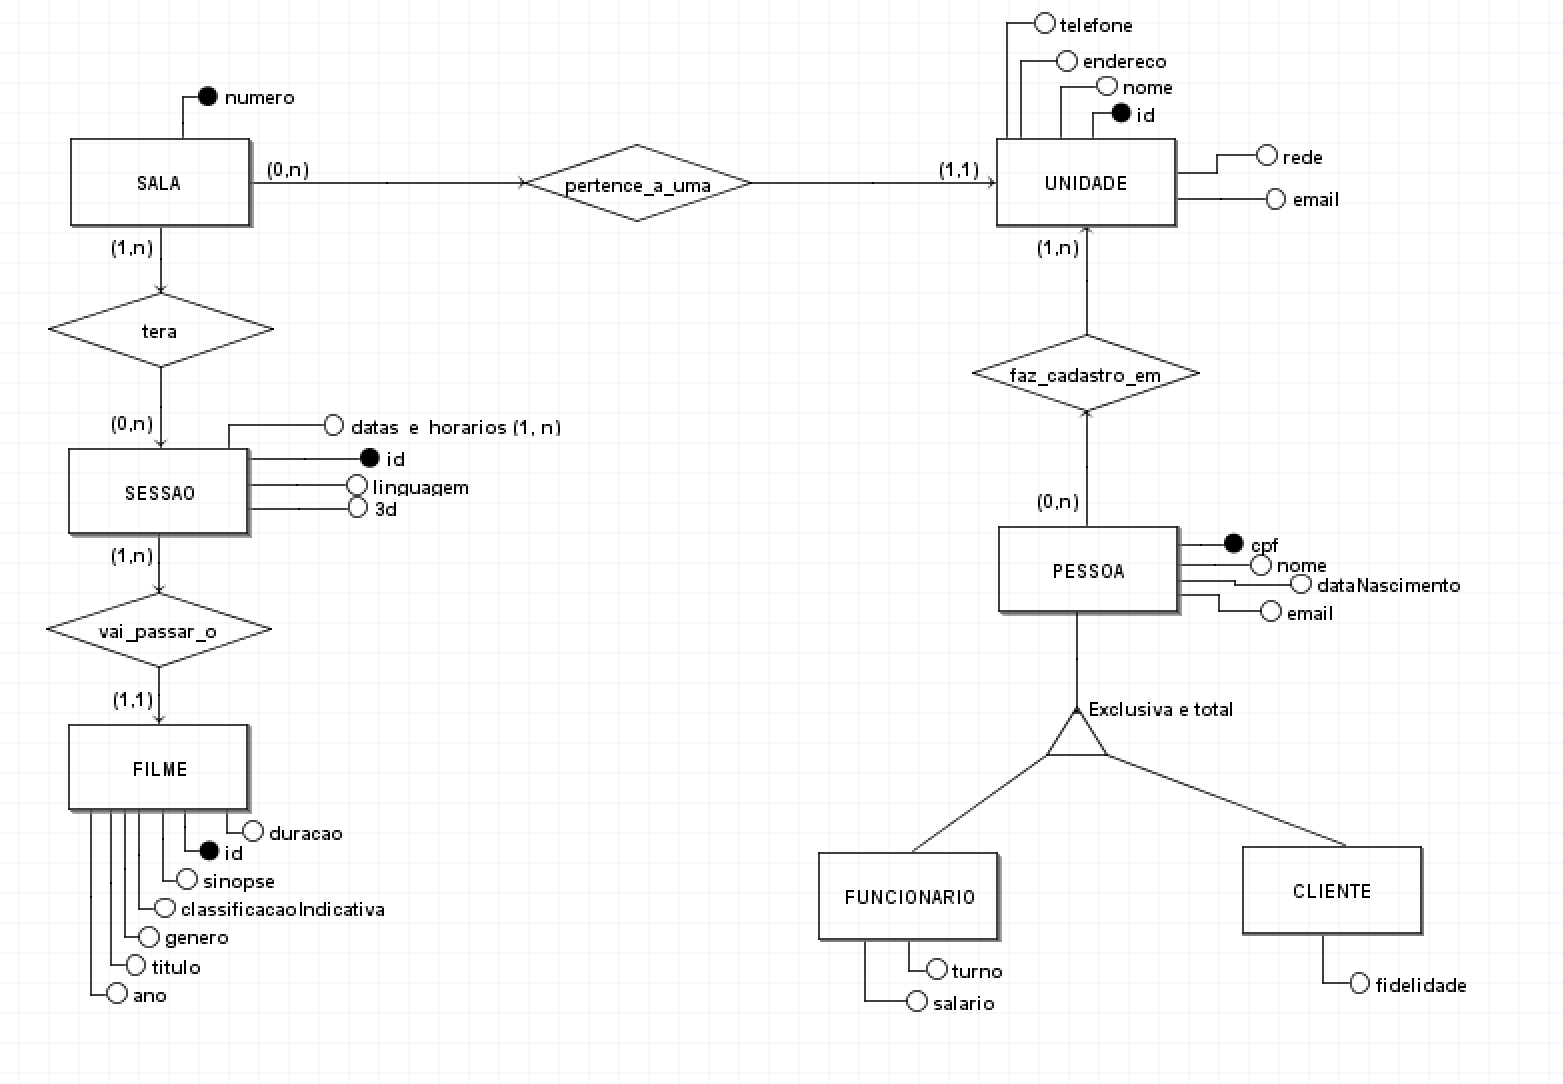 telefone
endereco
nome
id
numero
SALA
(0,n)
pertence_a_uma
(1,1)
UNIDADE
rede
email
(1,n)
tera
(0,n)
(1,n)
faz_cadastro_em
(0,n)
datas e horarios (1, n)
id
linguagem
3d
SESSAO
(1,n)
vai_passar_o
(1,1)
PESSOA
cpf
nome
dataNascimento
email
Exclusiva e total
FILME
duracao
id
sinopse
classificacaoIndicativa
genero
titulo
ano
FUNCIONARIO
turno
salario
CLIENTE
fidelidade